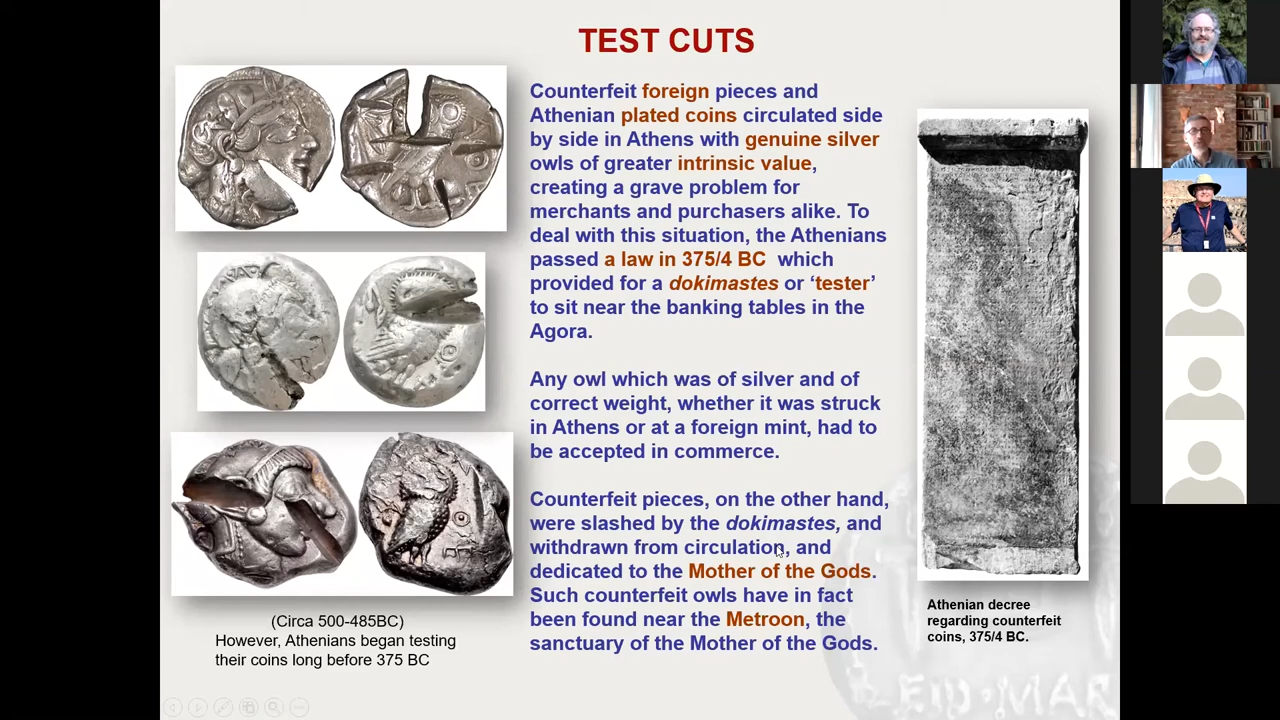 TEST CUTS
Counterfeit foreign pieces and
Athenian plated coins circulated side
by side in Athens with genuine silver
owls of greater intrinsic value,
creating a grave problem for
merchants and purchasers alike. To
deal with this situation, the Athenians
passed a law in 375/4 BC which
provided for a dokimastes or ‘tester’
to sit near the banking tables in the
Agora.
Any owl which was of silver and of
correct weight, whether it was struck
in Athens or at a foreign mint, had to
be accepted in commerce.
Counterfeit pieces, on the other hand,
were slashed by the dokimastes, and
withdrawn from circulation, and
dedicated to the Mother of the Gods.
Such counterfeit owls have in fact
been found near the Metroon, the
sanctuary of the Mother of the Gods.
(Circa 500-485BC)
However, Athenians began testing
their coins long before 375 BC
Athenian decree
regarding counterfeit
coins, 375/4 BC.